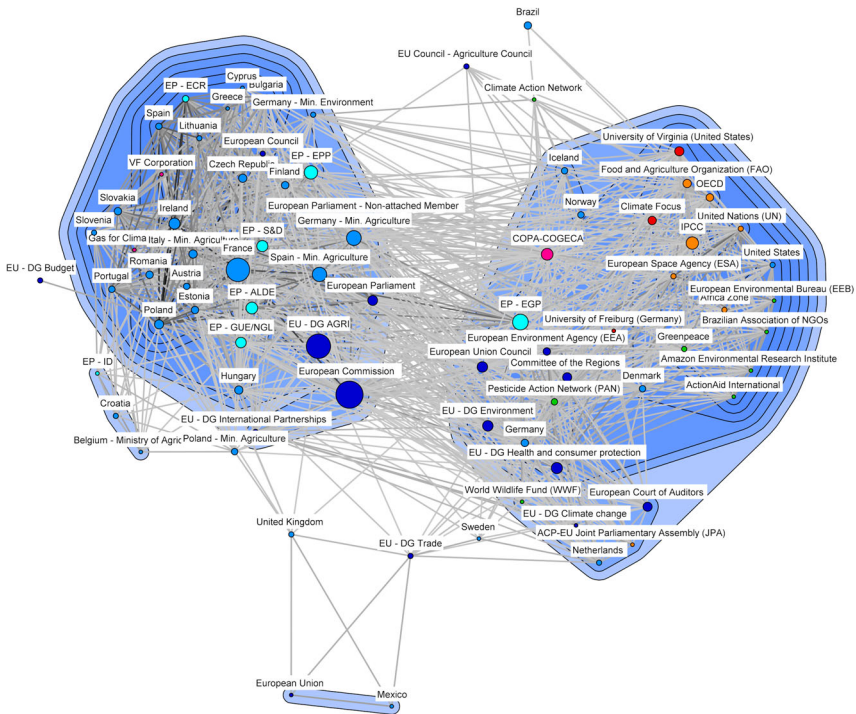 Brazil
EU Council - Agriculture Council
Cyprus
EP - ECR
Bulgaria
Climate Action Network
Greece
Germany - Min. Environment
Spain
Lithuania
University of Virginia (United States)
European Council
EP - EPP
Iceland
VF Corporation
Czech Republic
Finland
Food and Agriculture Organization (FAO)
OECD
Slovakia
European Parliament - Non-attached Member
Norway
Climate Focus
Ireland
Germany - Min. Agriculture
United Nations (UN)
Slovenia
EP - S&D
IPCC
Gas for Clima
Italy - Min. Agriculture
COPA-COGECA
France
United States
Romania
Spain - Min. Agriculture
European Space Agency (ESA)
EU - DG Budget
Portugal
Austria
European Parliament
European Environmental Bureau (EEB)
Estonia
EP - ALDE
EP - EGP
Africa Zone
Poland
University of Freiburg (Germany)
Brazilian Association of NGOs
EP - GUE/NGL
EU - DG AGRI
European Environment Agency (EEA)
Greenpeace
European Union Council
Committee of the Regions
Amazon Environmental Research Institute
EP - ID
Hungary
European Commission
Denmark
ActionAid International
Pesticide Action Network (PAN)
Croatia
EU - DG International Partnerships
EU - DG Environment
Germany
Belgium - Ministry of Agric
Poland - Min. Agriculture
EU - DG Health and consumer protection
World Wildlife Fund (WWF)
European Court of Auditors
EU - DG Climate change
United Kingdom
Sweden
ACP-EU Joint Parliamentary Assembly (JPA)
EU - DG Trade
Netherlands
European Union
Mexico